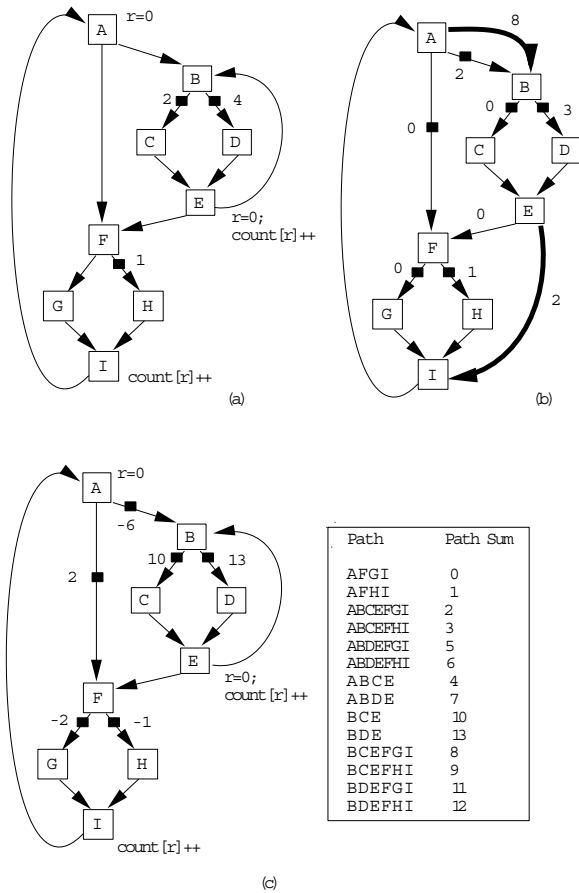 r=0
A
B
2
4
C
D
E
r=0;
count[r]++
F
1
G
H
I
count[r]++
(a)
8
A
2
B
0
3
0
C
D
E
0
F
0
1
G
H
2
I
(b)
r=0
A
-6
B
10
13
2
C
D
E
r=0;
count[r]++
F
-2
-1
G
H
I
count[r]++
(c)
Path Path Sum
AFGI 0
AFHI 1
ABCEFGI 2
ABCEFHI 3
ABDEFGI 5
ABDEFHI 6
ABCE 4
ABDE 7
BCE 10
BDE 13
BCEFGI 8
BCEFHI 9
BDEFGI 11
BDEFHI 12